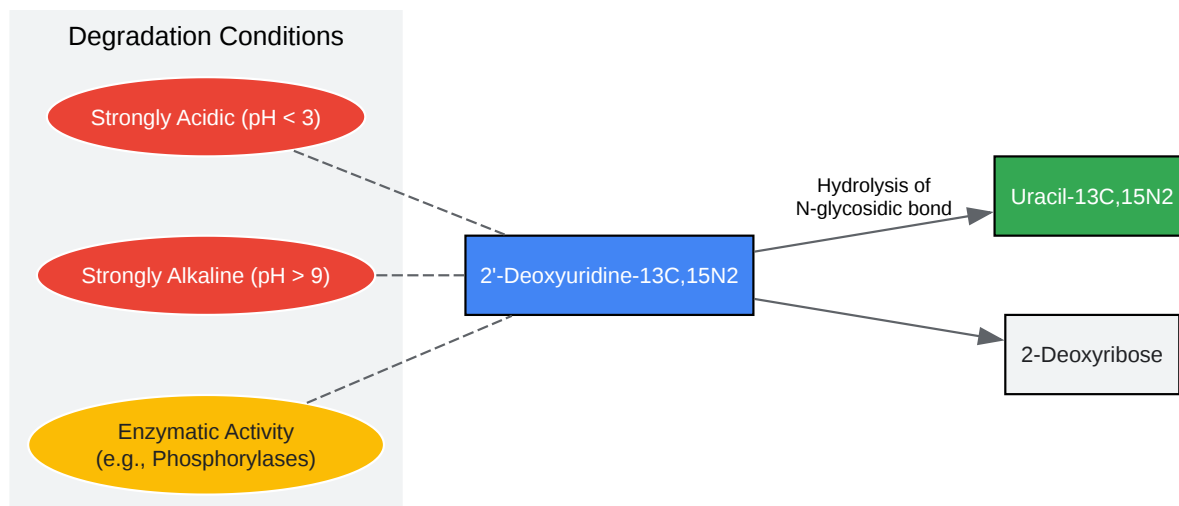 Degradation Conditions
Strongly Acidic (pH < 3)
Strongly Alkaline (pH > 9)
Enzymatic Activity
(e.g., Phosphorylases)
2'-Deoxyuridine-13C,15N2
Hydrolysis of
N-glycosidic bond
Uracil-13C,15N2
2-Deoxyribose